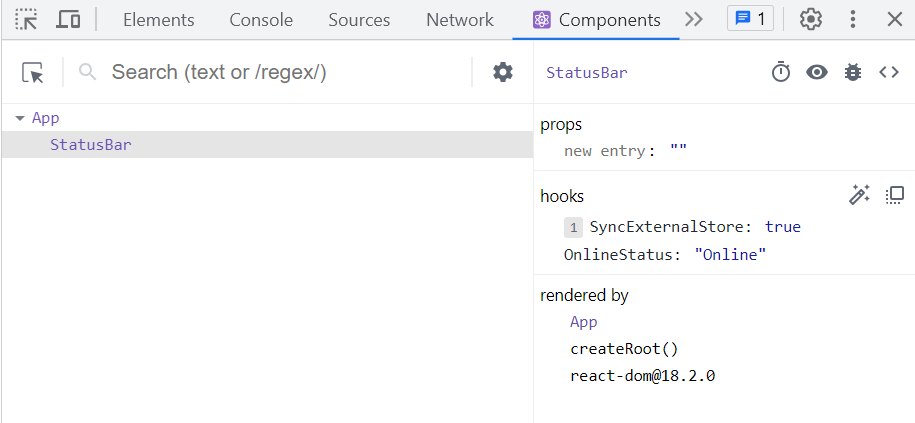 Elements Console Sources Network Components 1
Search (text or /regex/)
StatusBar
App
StatusBar
props
new entry: ""
hooks
1 SyncExternalStore: true
OnlineStatus: "Online"
rendered by
App
createRoot()
react-dom@18.2.0